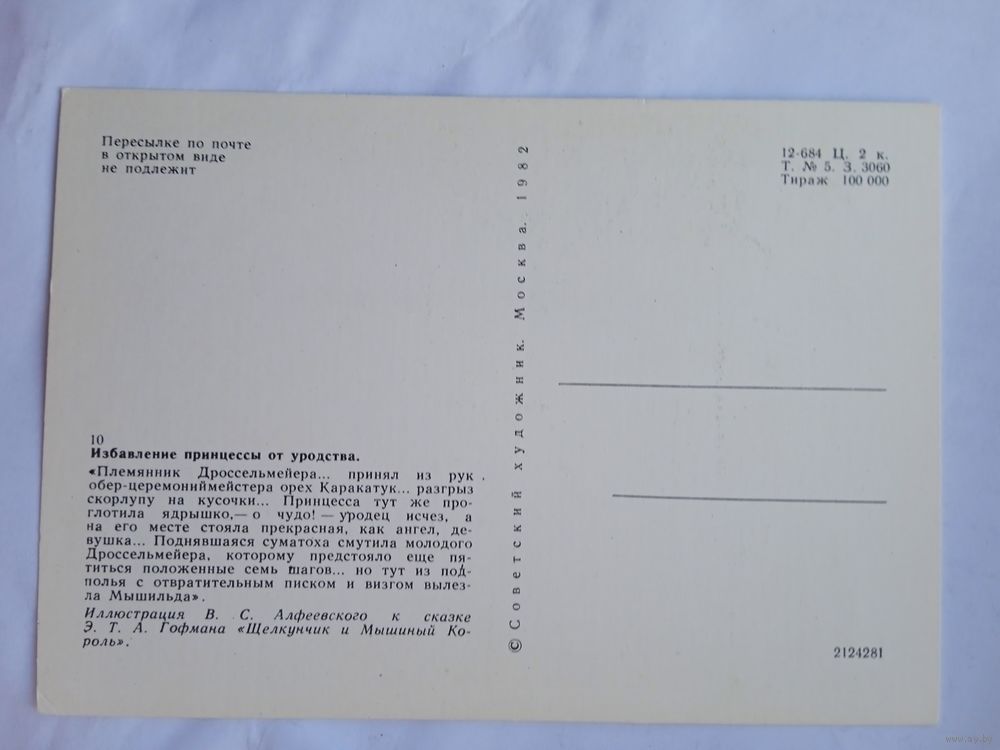 Пересылке по почте
в открытом виде
не подлежит
10
Избавление принцессы от уродства.
«Племянник Дроссельмейера... принял из рук
обер-церемониймейстера орех Каракатук... разгрыз
скорлупу на кусочки... Принцесса тут же про-
глотила ядрышко,— о чудо! — уродец исчез, а
на его месте стояла прекрасная, как ангел, де-
вушка... Поднявшаяся суматоха смутила молодого
Дроссельмейера, которому предстояло еще пя-
титься положенные семь шагов... но тут из под-
полья с отвратительным писком и визгом вылез-
ла Мышильда».
Иллюстрация В. С. Алфеевского к сказке
Э. Т. А. Гофмана «Щелкунчик и Мышиный Ко-
роль».
© Советский художник. Москва. 1982
12-684 Ц. 2 к.
Т. № 5. З. 3060
Тираж 100 000
2124281